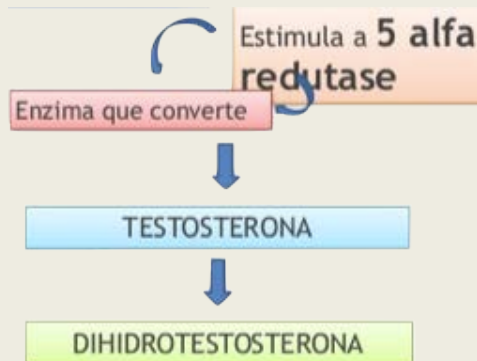 Estimula a 5 alfa
redutase
Enzima que converte
TESTOSTERONA
DIHIDROTESTOSTERONA